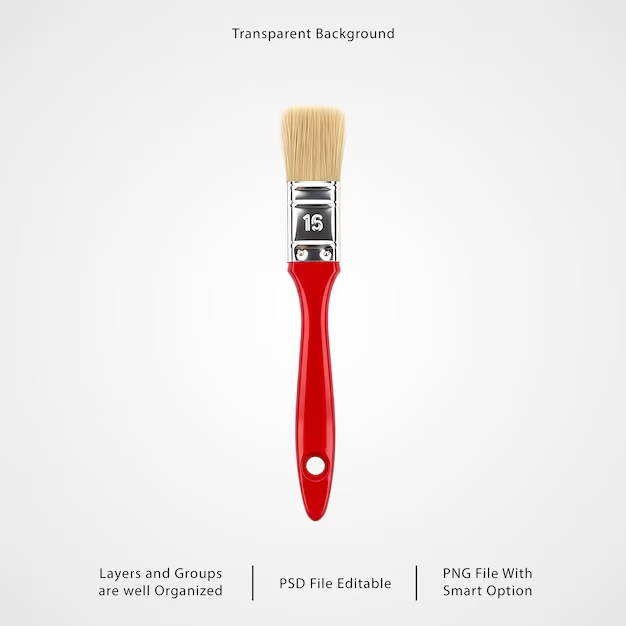 Transparent Background
16
Layers and Groups
are well Organized
PSD File Editable
PNG File With
Smart Option